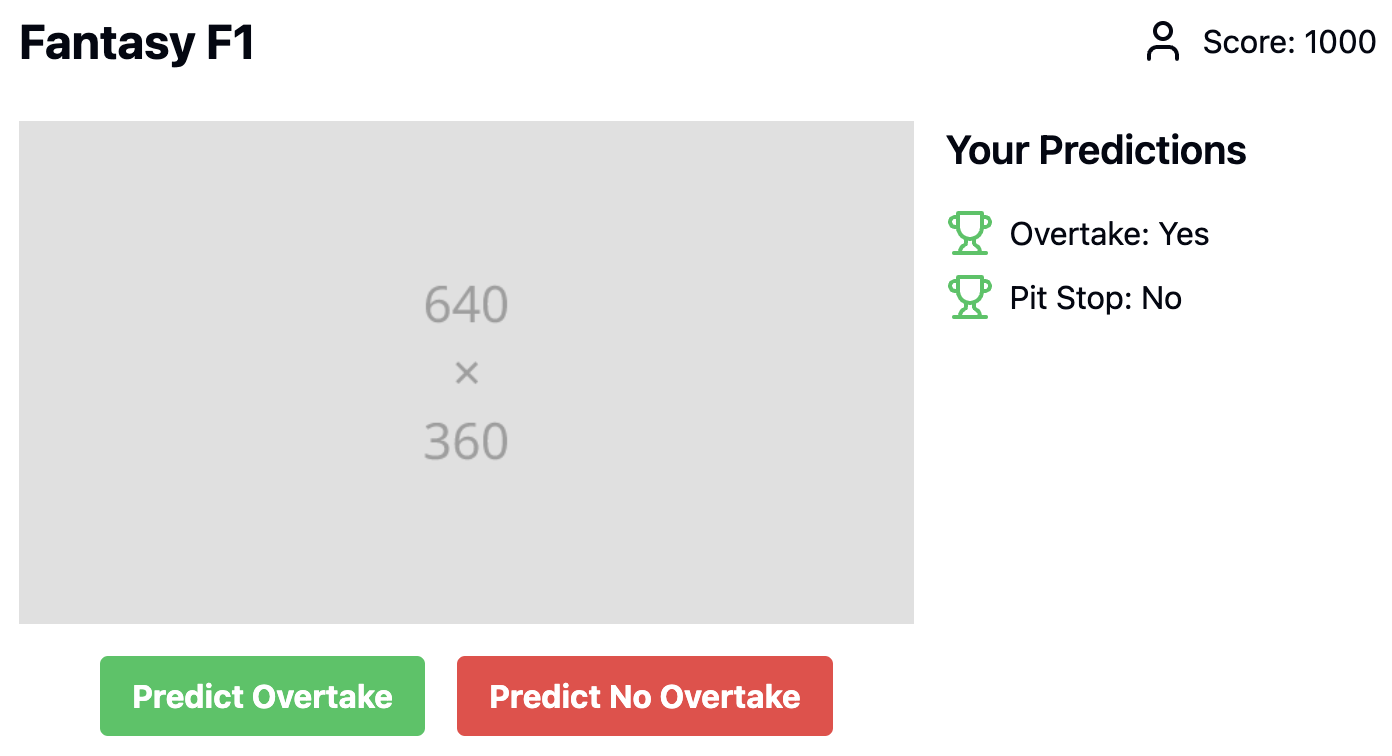 Fantasy F1
Score: 1000
640
×
360
Your Predictions
Overtake: Yes
Pit Stop: No
Predict Overtake
Predict No Overtake